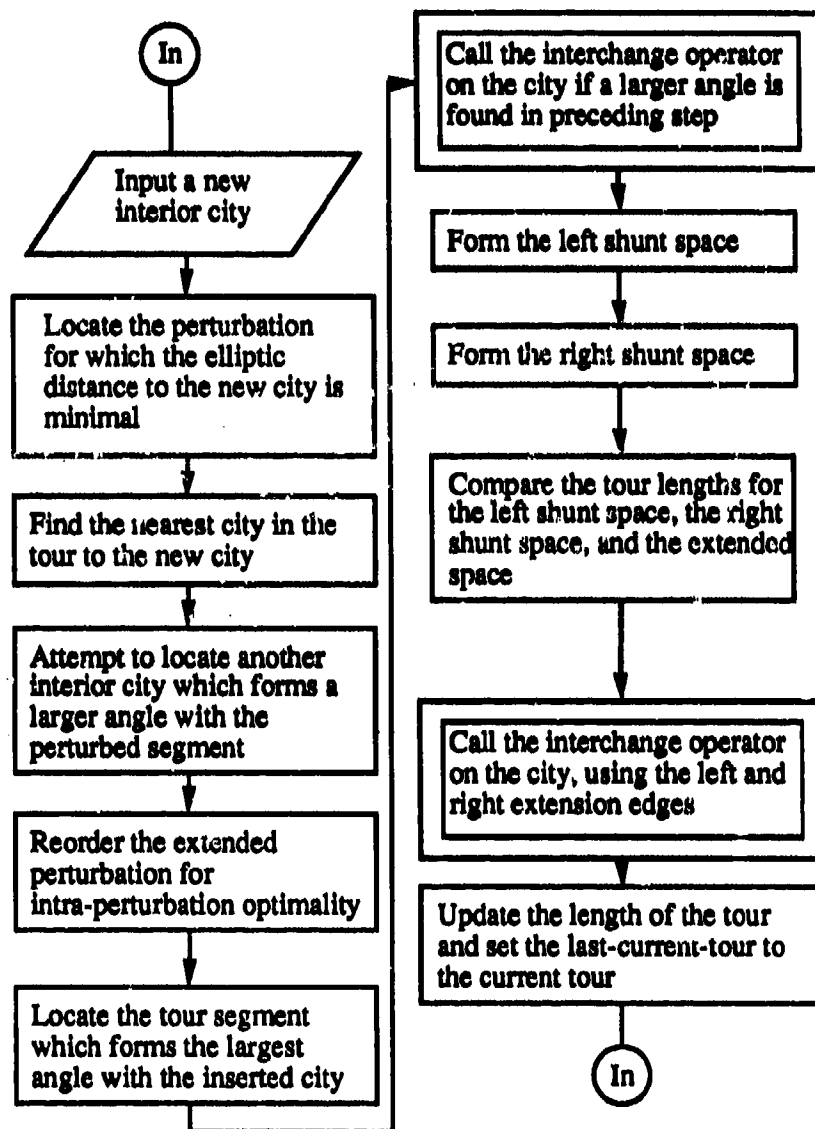 In
Input a new
interior city
Locate the perturbation
for which the elliptic
distance to the new city is
minimal
Find the nearest city in the
tour to the new city
Attempt to locate another
interior city which forms a
larger angle with the
perturbed segment
Reorder the extended
perturbation for
intra-perturbation optimality
Locate the tour segment
which forms the largest
angle with the inserted city
Call the interchange operator
on the city if a larger angle is
found in preceding step
Form the left shunt space
Form the right shunt space
Compare the tour lengths for
the left shunt space, the right
shunt space, and the extended
space
Call the interchange operator
on the city, using the left and
right extension edges
Update the length of the tour
and set the last-current-tour to
the current tour
In